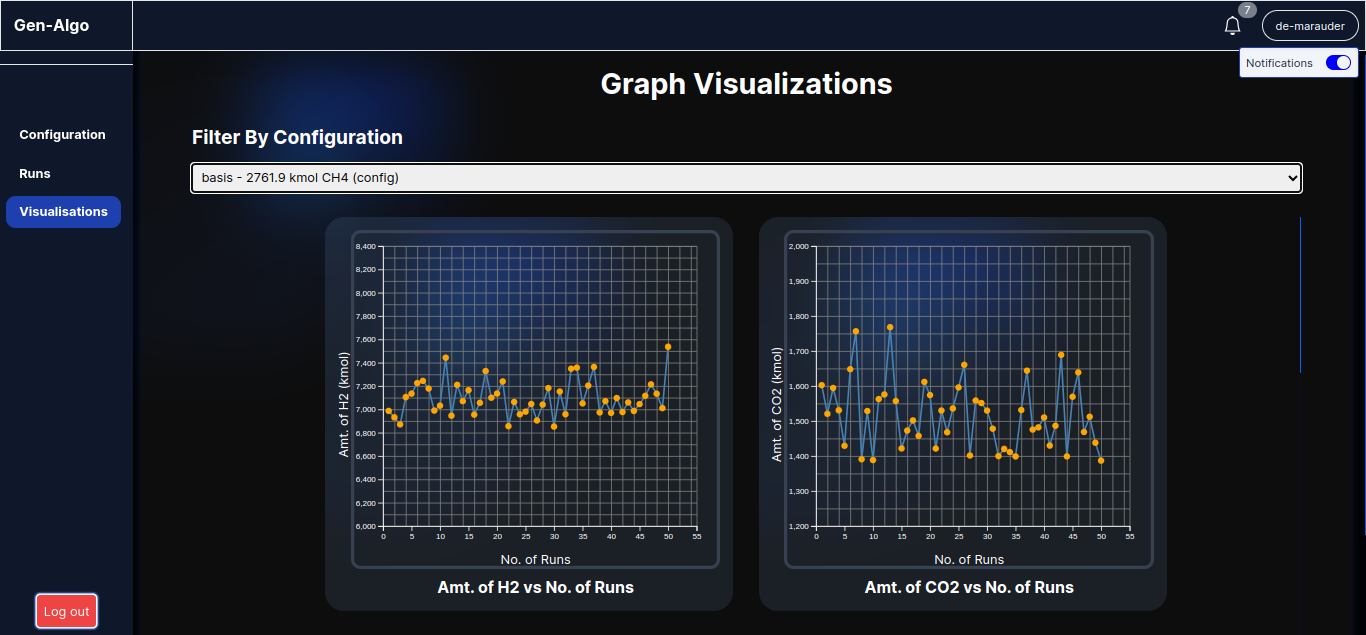 Gen-Algo
7
de-marauder
Notifications
Configuration
Runs
Visualisations
Log out
Graph Visualizations
Filter By Configuration
basis - 2761.9 kmol CH4 (config)
8,400
8,200
8,000
7,800
7,600
7,400
7,200
7,000
6,800
6,600
6,400
6,200
6,000
Amt. of H2 (kmol)
0 5 10 15 20 25 30 35 40 45 50 55
No. of Runs
Amt. of H2 vs No. of Runs
2,000
1,900
1,800
1,700
1,600
1,500
1,400
1,300
1,200
Amt. of CO2 (kmol)
0 5 10 15 20 25 30 35 40 45 50 55
No. of Runs
Amt. of CO2 vs No. of Runs